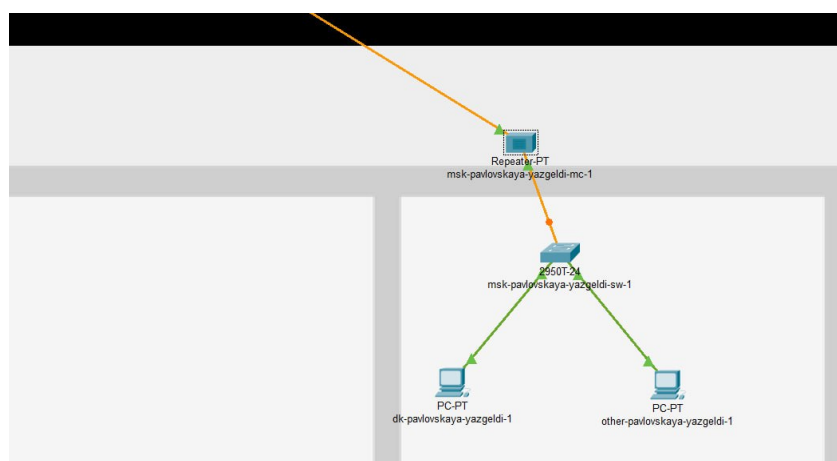 Repeater-PT
msk-pavlovskaya-yazgeldi-mc-1
2950T-24
msk-pavlovskaya-yazgeldi-sw-1
PC-PT
dk-pavlovskaya-yazgeldi-1
PC-PT
other-pavlovskaya-yazgeldi-1